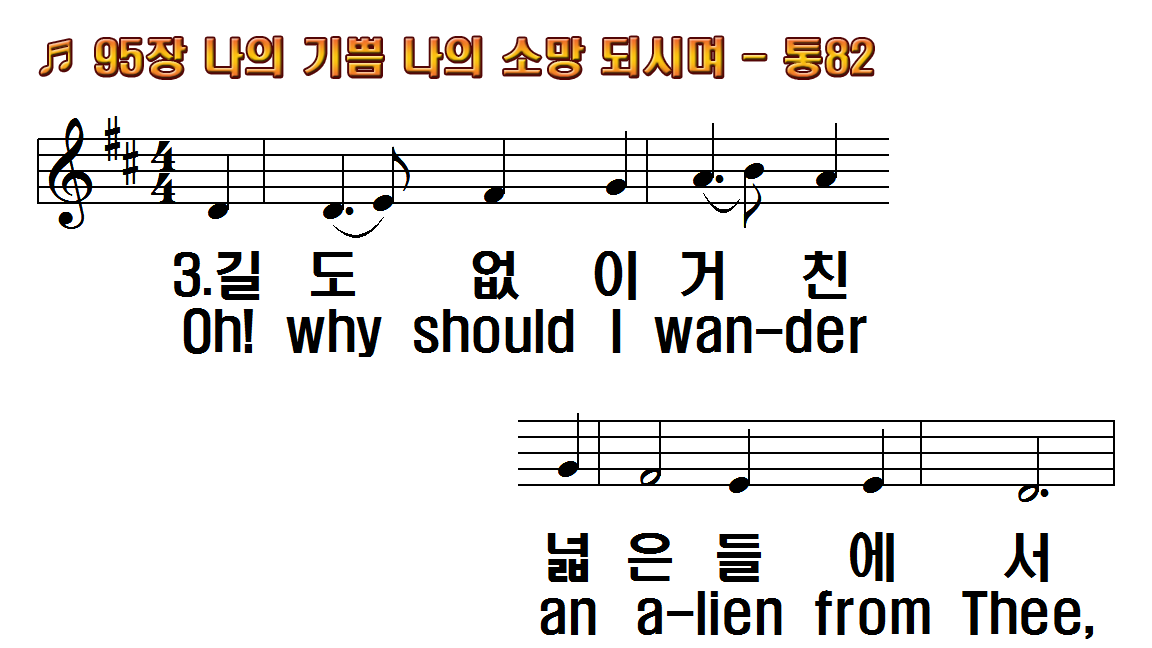 ♬ 95장 나의 기쁨 나의 소망 되시며 - 통82
3.길 도 없 이 거 친
Oh! why should I wan-der
넓 은 들 에 서
an a-lien from Thee,